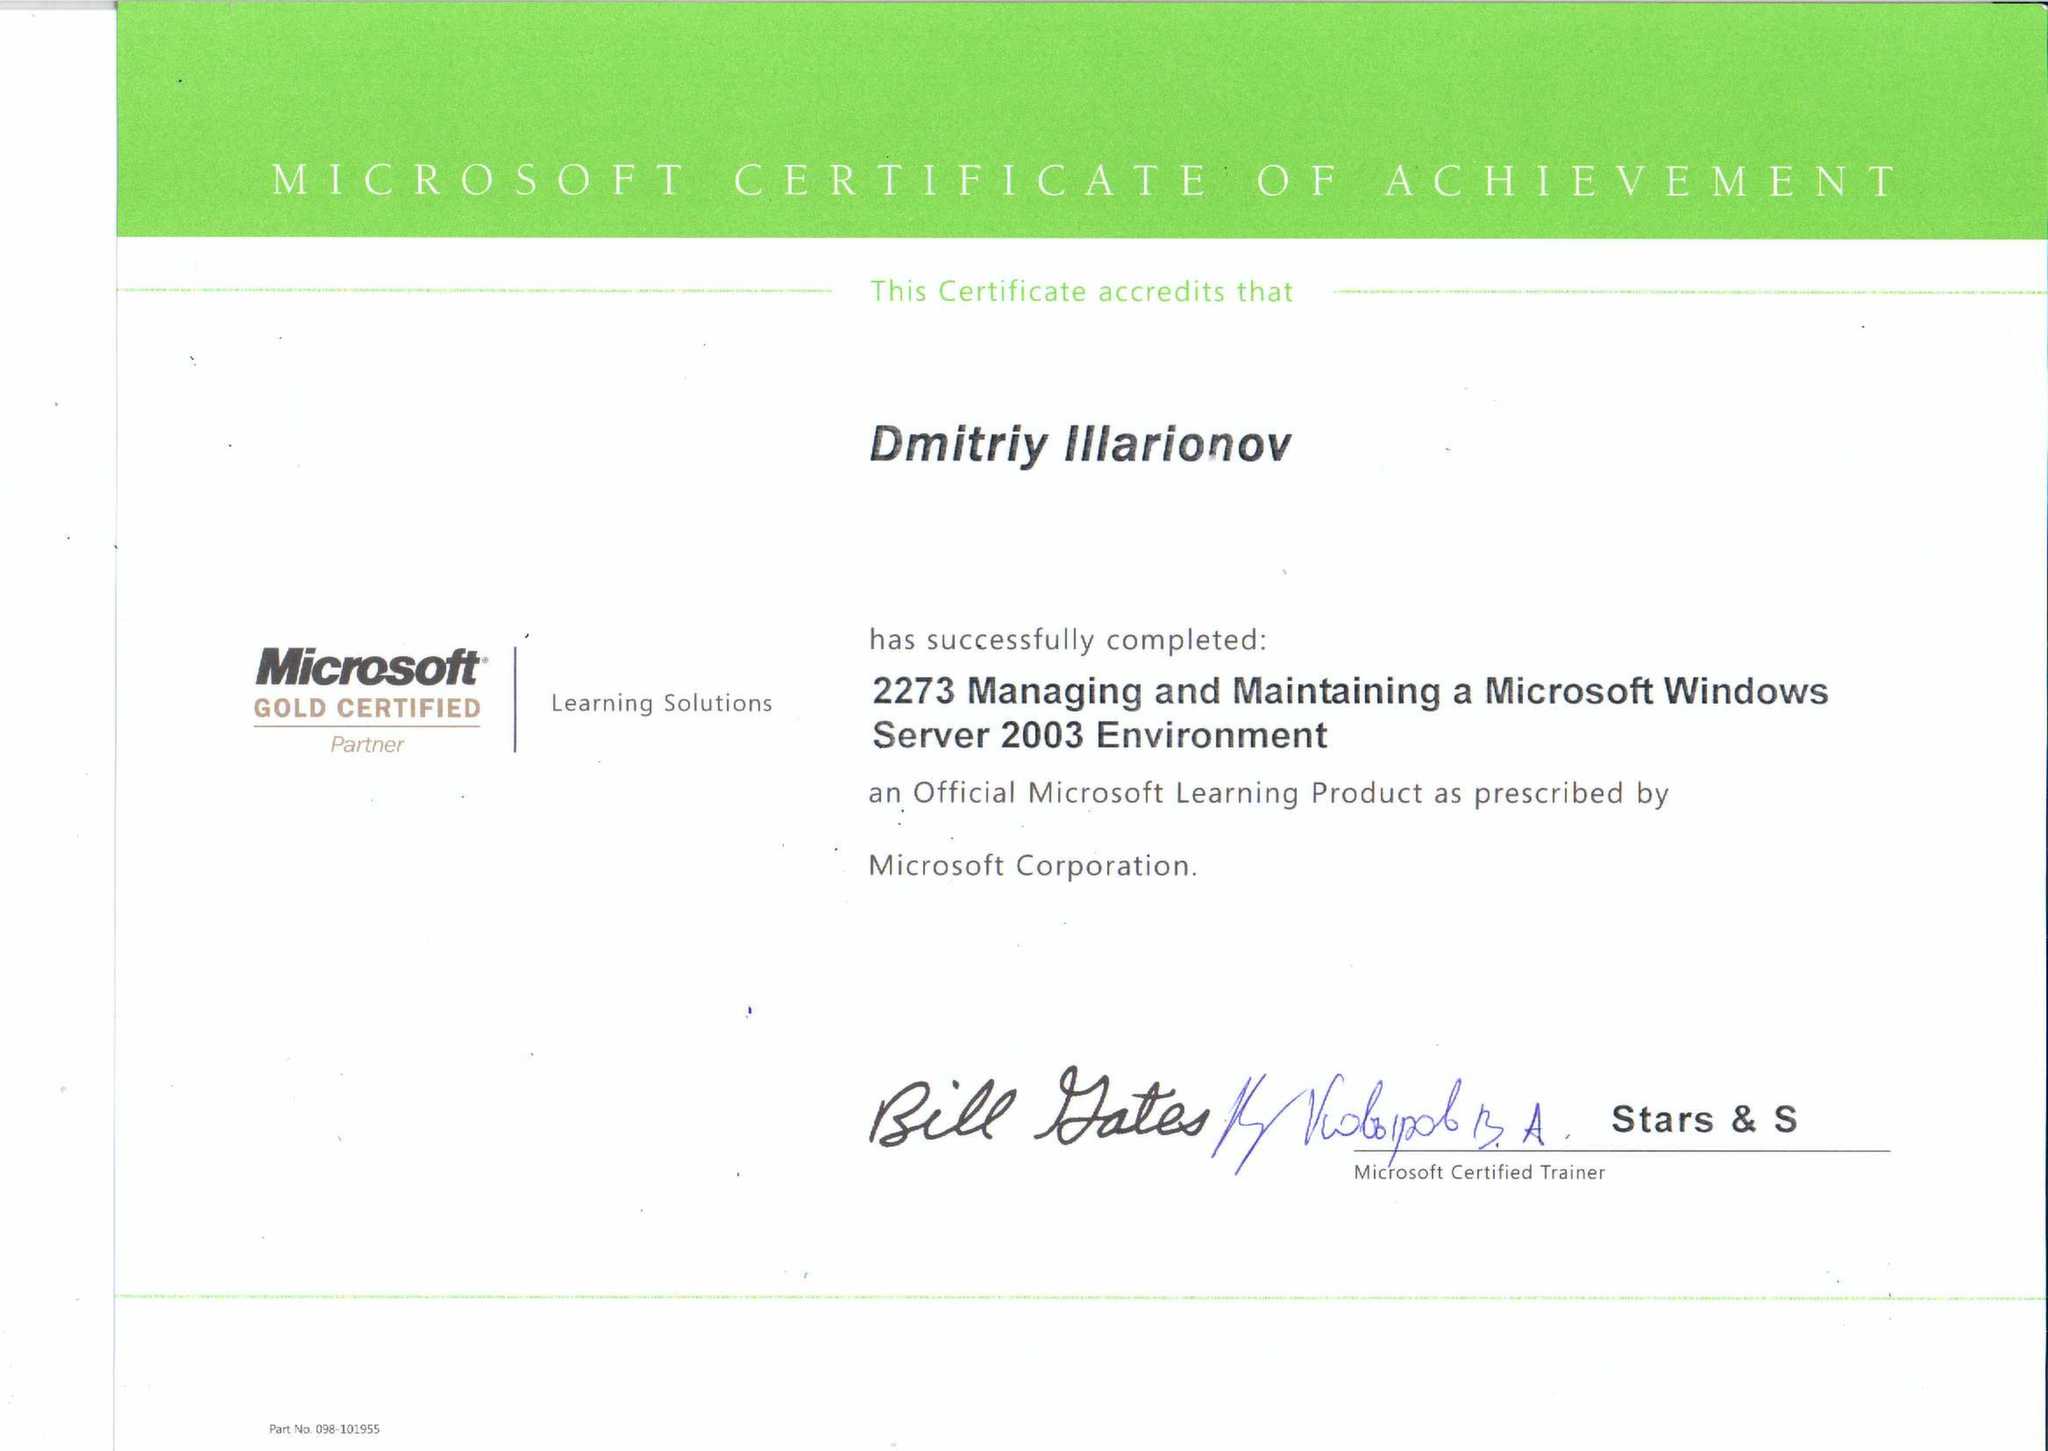 MICROSOFT CERTIFICATE OF ACHIEVEMENT
This Certificate accredits that
Dmitriy Illarionov
Microsoft®
GOLD CERTIFIED
Partner
Learning Solutions
has successfully completed:
2273 Managing and Maintaining a Microsoft Windows
Server 2003 Environment
an Official Microsoft Learning Product as prescribed by
Microsoft Corporation.
Bill Gates
В. А. Stars & S
Microsoft Certified Trainer
Part No. 098-101955